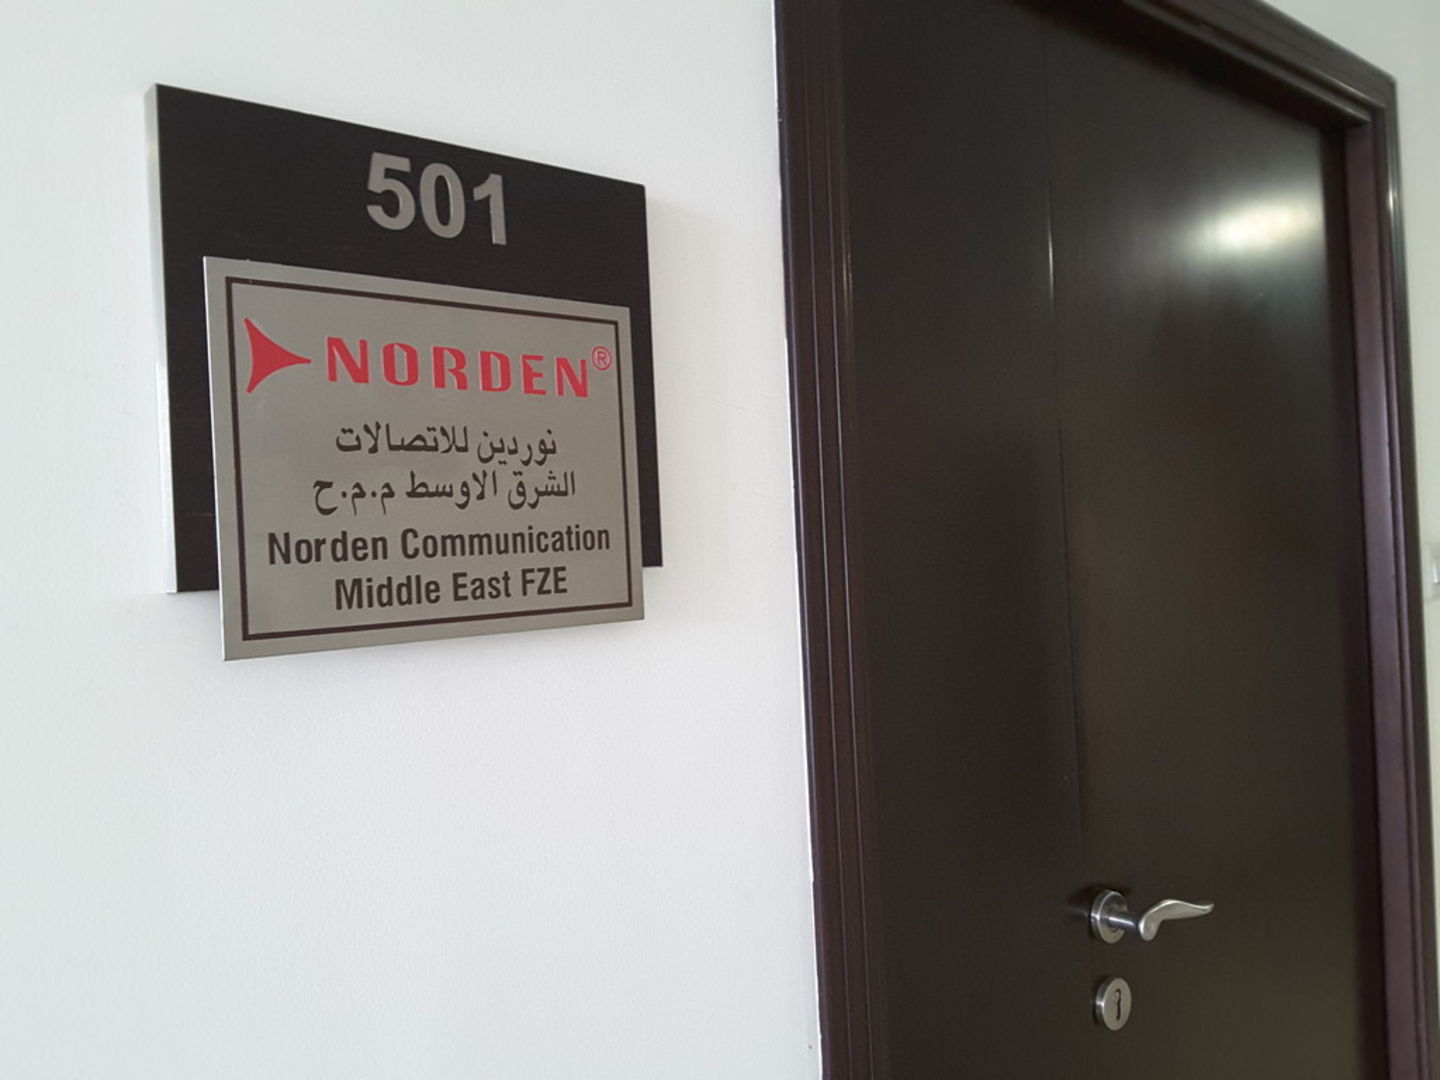 501
NORDEN®
نوردين للاتصالات
الشرق الاوسط م.م.ح
Norden Communication
Middle East FZE